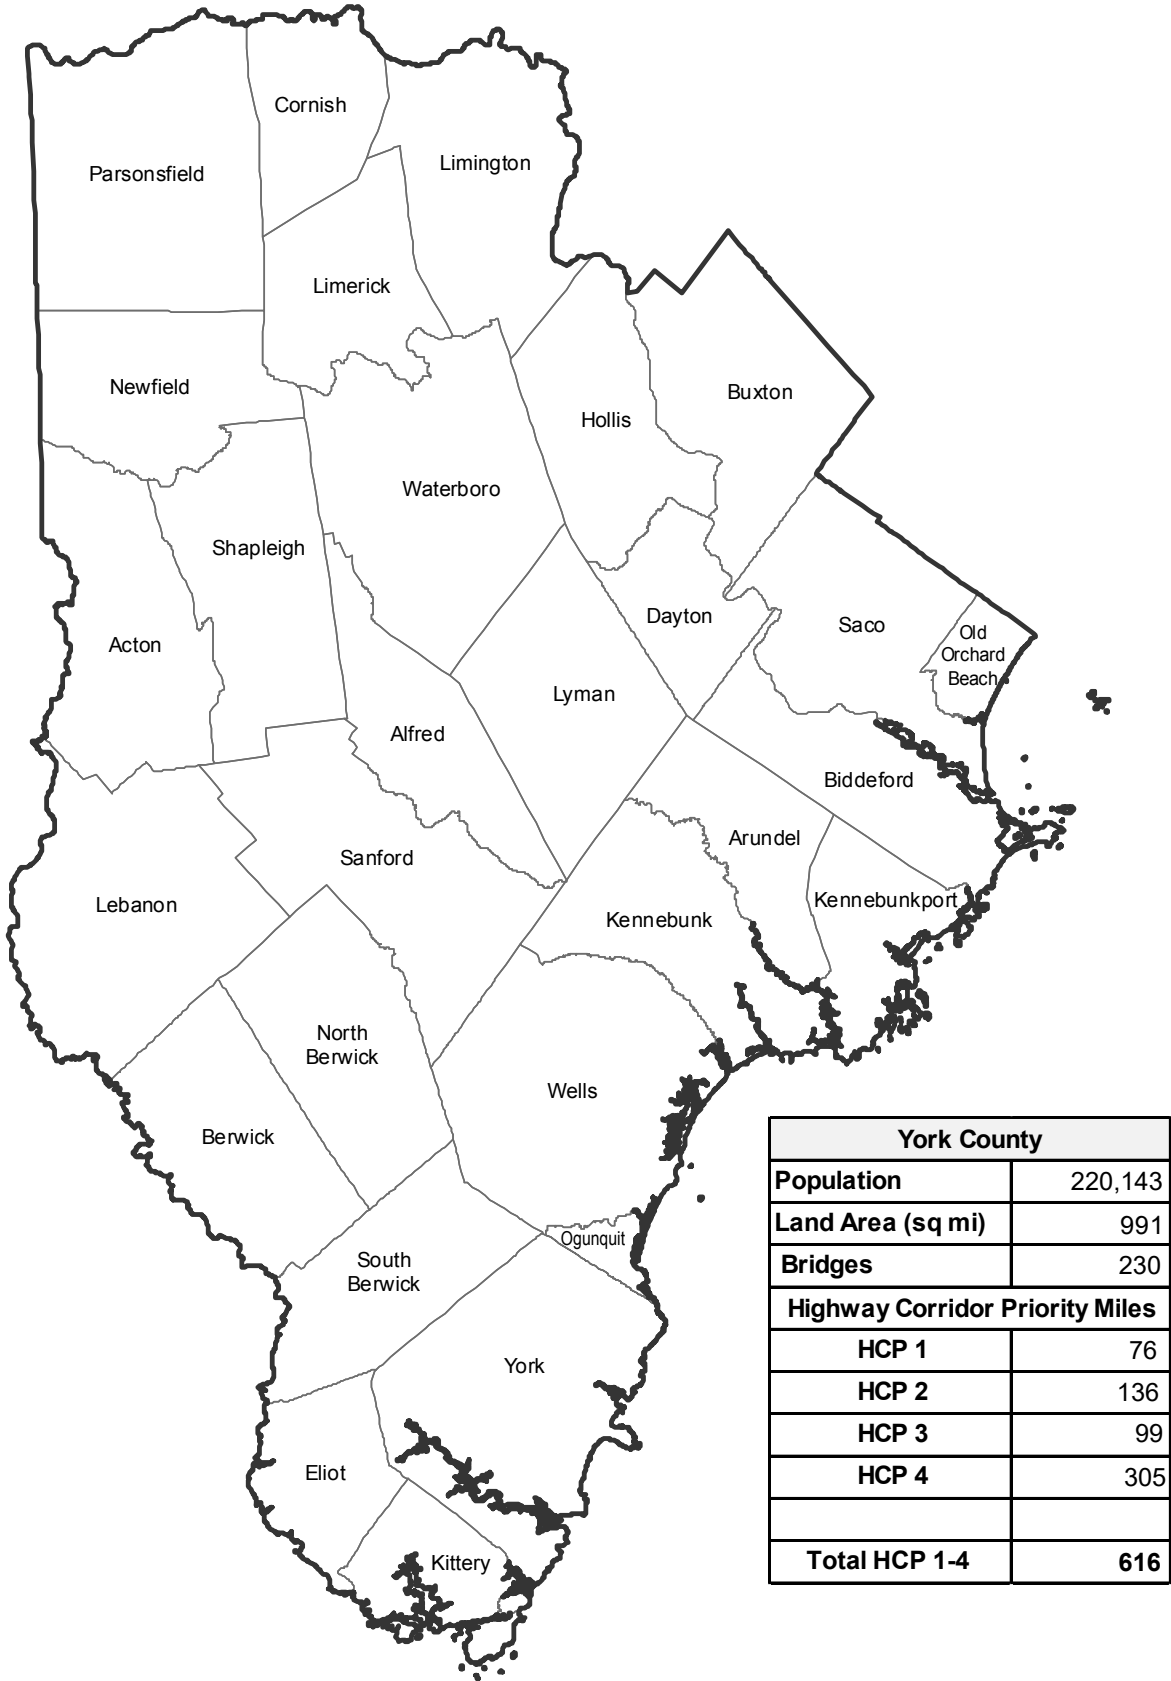 Cornish
Limington
Parsonsfield
Limerick
Newfield
Buxton
Hollis
Waterboro
Shapleigh
Dayton
Saco
Old
Orchard
Beach
Acton
Lyman
Alfred
Biddeford
Arundel
Sanford
Kennebunkport
Lebanon
Kennebunk
North
Berwick
Wells
Berwick
Ogunquit
South
Berwick
York
Eliot
Kittery
York County
Population 220,143
Land Area (sq mi) 991
Bridges 230
Highway Corridor Priority Miles
HCP 1 76
HCP 2 136
HCP 3 99
HCP 4 305
Total HCP 1-4 616